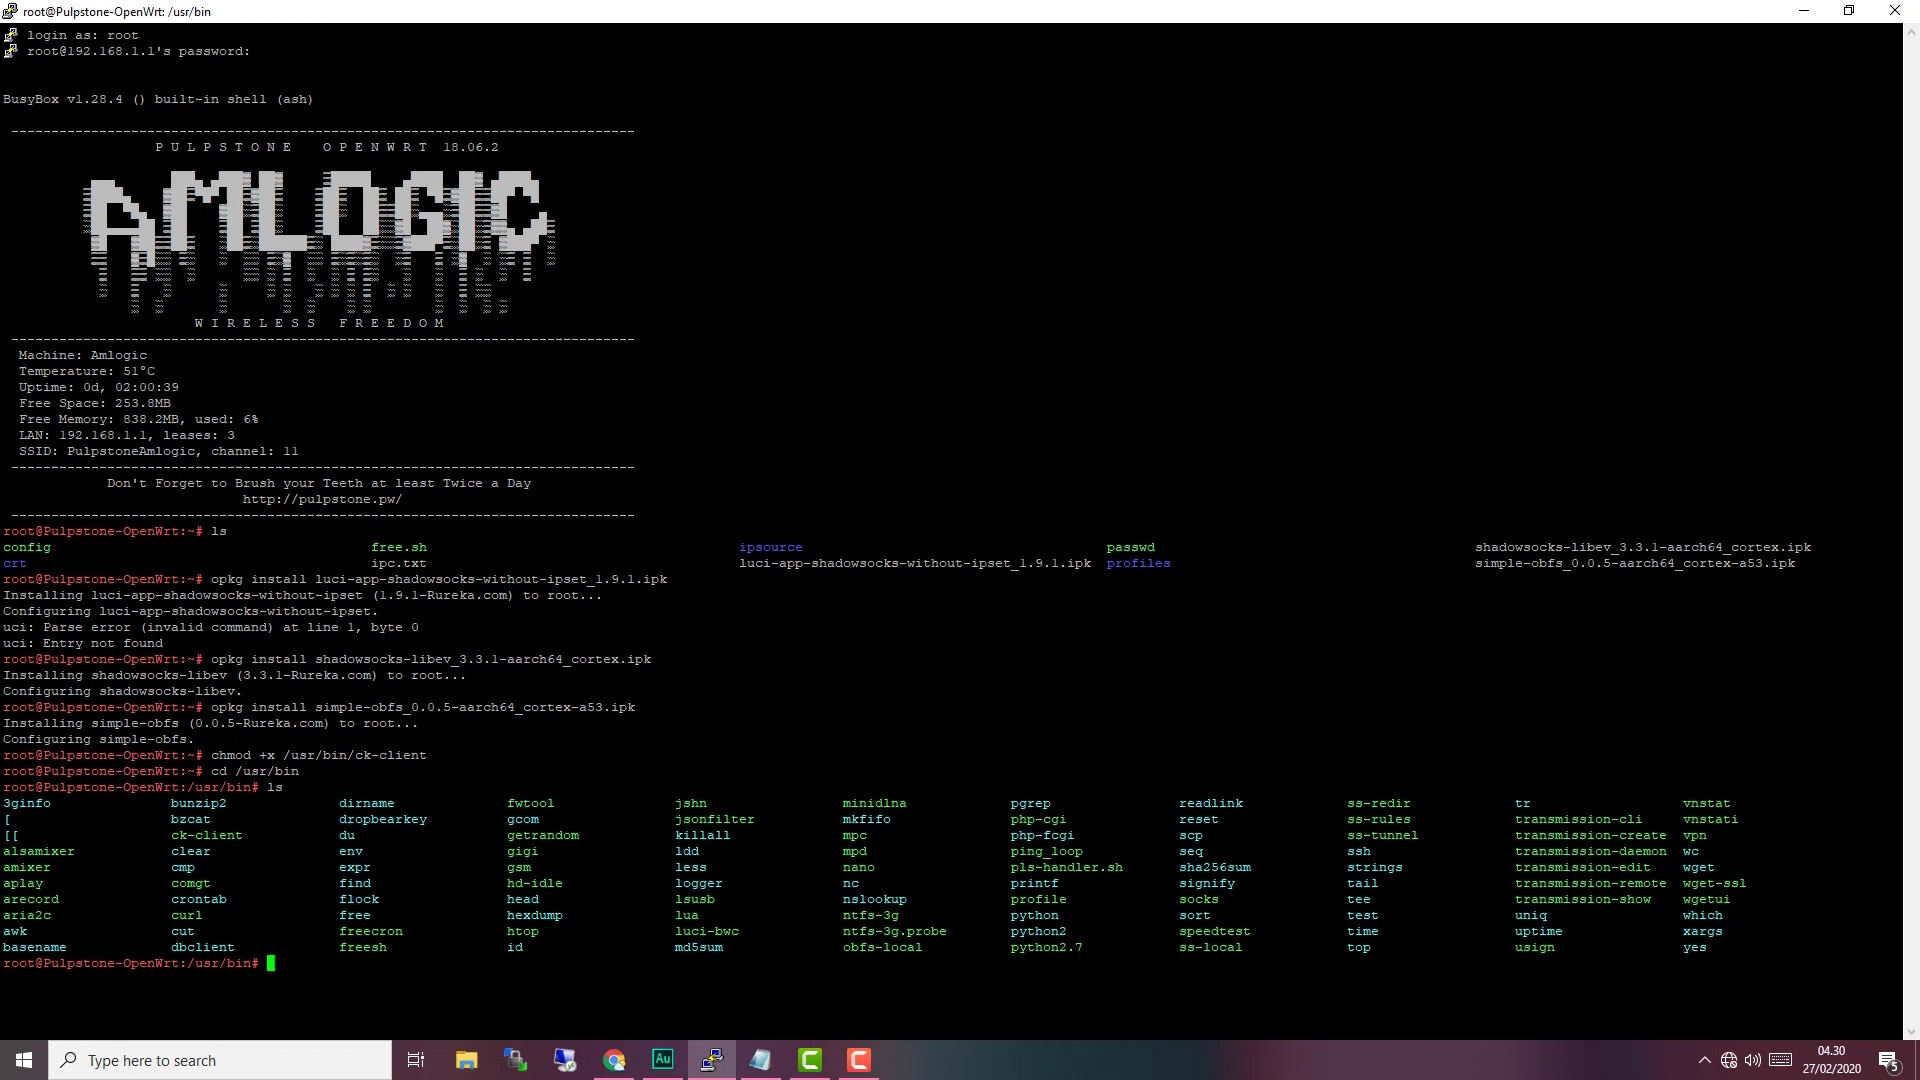 root@Pulpstone-OpenWrt: /usr/bin
login as: root
root@192.168.1.1's password:
BusyBox v1.28.4 () built-in shell (ash)
---------------------------------------------------------------
P U L P S T O N E   O P E N W R T  18.06.2
AMLOGIC
W I R E L E S S   F R E E D O M
---------------------------------------------------------------
Machine: Amlogic
Temperature: 51°C
Uptime: 0d, 02:00:39
Free Space: 253.8MB
Free Memory: 838.2MB, used: 6%
LAN: 192.168.1.1, leases: 3
SSID: PulpstoneAmlogic, channel: 11
---------------------------------------------------------------
Don't Forget to Brush your Teeth at least Twice a Day
http://pulpstone.pw/
---------------------------------------------------------------
root@Pulpstone-OpenWrt:~# ls
config free.sh ipsource passwd shadowsocks-libev_3.3.1-aarch64_cortex.ipk
crt ipc.txt luci-app-shadowsocks-without-ipset_1.9.1.ipk profiles simple-obfs_0.0.5-aarch64_cortex-a53.ipk
root@Pulpstone-OpenWrt:~# opkg install luci-app-shadowsocks-without-ipset_1.9.1.ipk
Installing luci-app-shadowsocks-without-ipset (1.9.1-Rureka.com) to root...
Configuring luci-app-shadowsocks-without-ipset.
uci: Parse error (invalid command) at line 1, byte 0
uci: Entry not found
root@Pulpstone-OpenWrt:~# opkg install shadowsocks-libev_3.3.1-aarch64_cortex.ipk
Installing shadowsocks-libev (3.3.1-Rureka.com) to root...
Configuring shadowsocks-libev.
root@Pulpstone-OpenWrt:~# opkg install simple-obfs_0.0.5-aarch64_cortex-a53.ipk
Installing simple-obfs (0.0.5-Rureka.com) to root...
Configuring simple-obfs.
root@Pulpstone-OpenWrt:~# chmod +x /usr/bin/ck-client
root@Pulpstone-OpenWrt:~# cd /usr/bin
root@Pulpstone-OpenWrt:/usr/bin# ls
3ginfo bunzip2 dirname fwtool jshn minidlna pgrep readlink ss-redir tr vnstat
[ bzcat dropbearkey gcom jsonfilter mkfifo php-cgi reset ss-rules transmission-cli vnstati
[[ ck-client du getrandom killall mpc php-fcgi scp ss-tunnel transmission-create vpn
alsamixer clear env gigi ldd mpd ping_loop seq ssh transmission-daemon wc
amixer cmp expr gsm less nano pls-handler.sh sha256sum strings transmission-edit wget
aplay comgt find hd-idle logger nc printf signify tail transmission-remote wget-ssl
arecord crontab flock head lsusb nslookup profile socks tee transmission-show wgetui
aria2c curl free hexdump lua ntfs-3g python sort test uniq which
awk cut freecron htop luci-bwc ntfs-3g.probe python2 speedtest time uptime xargs
basename dbclient freesh id md5sum obfs-local python2.7 ss-local top usign yes
root@Pulpstone-OpenWrt:/usr/bin#
Type here to search
Au
04.30
27/02/2020
5